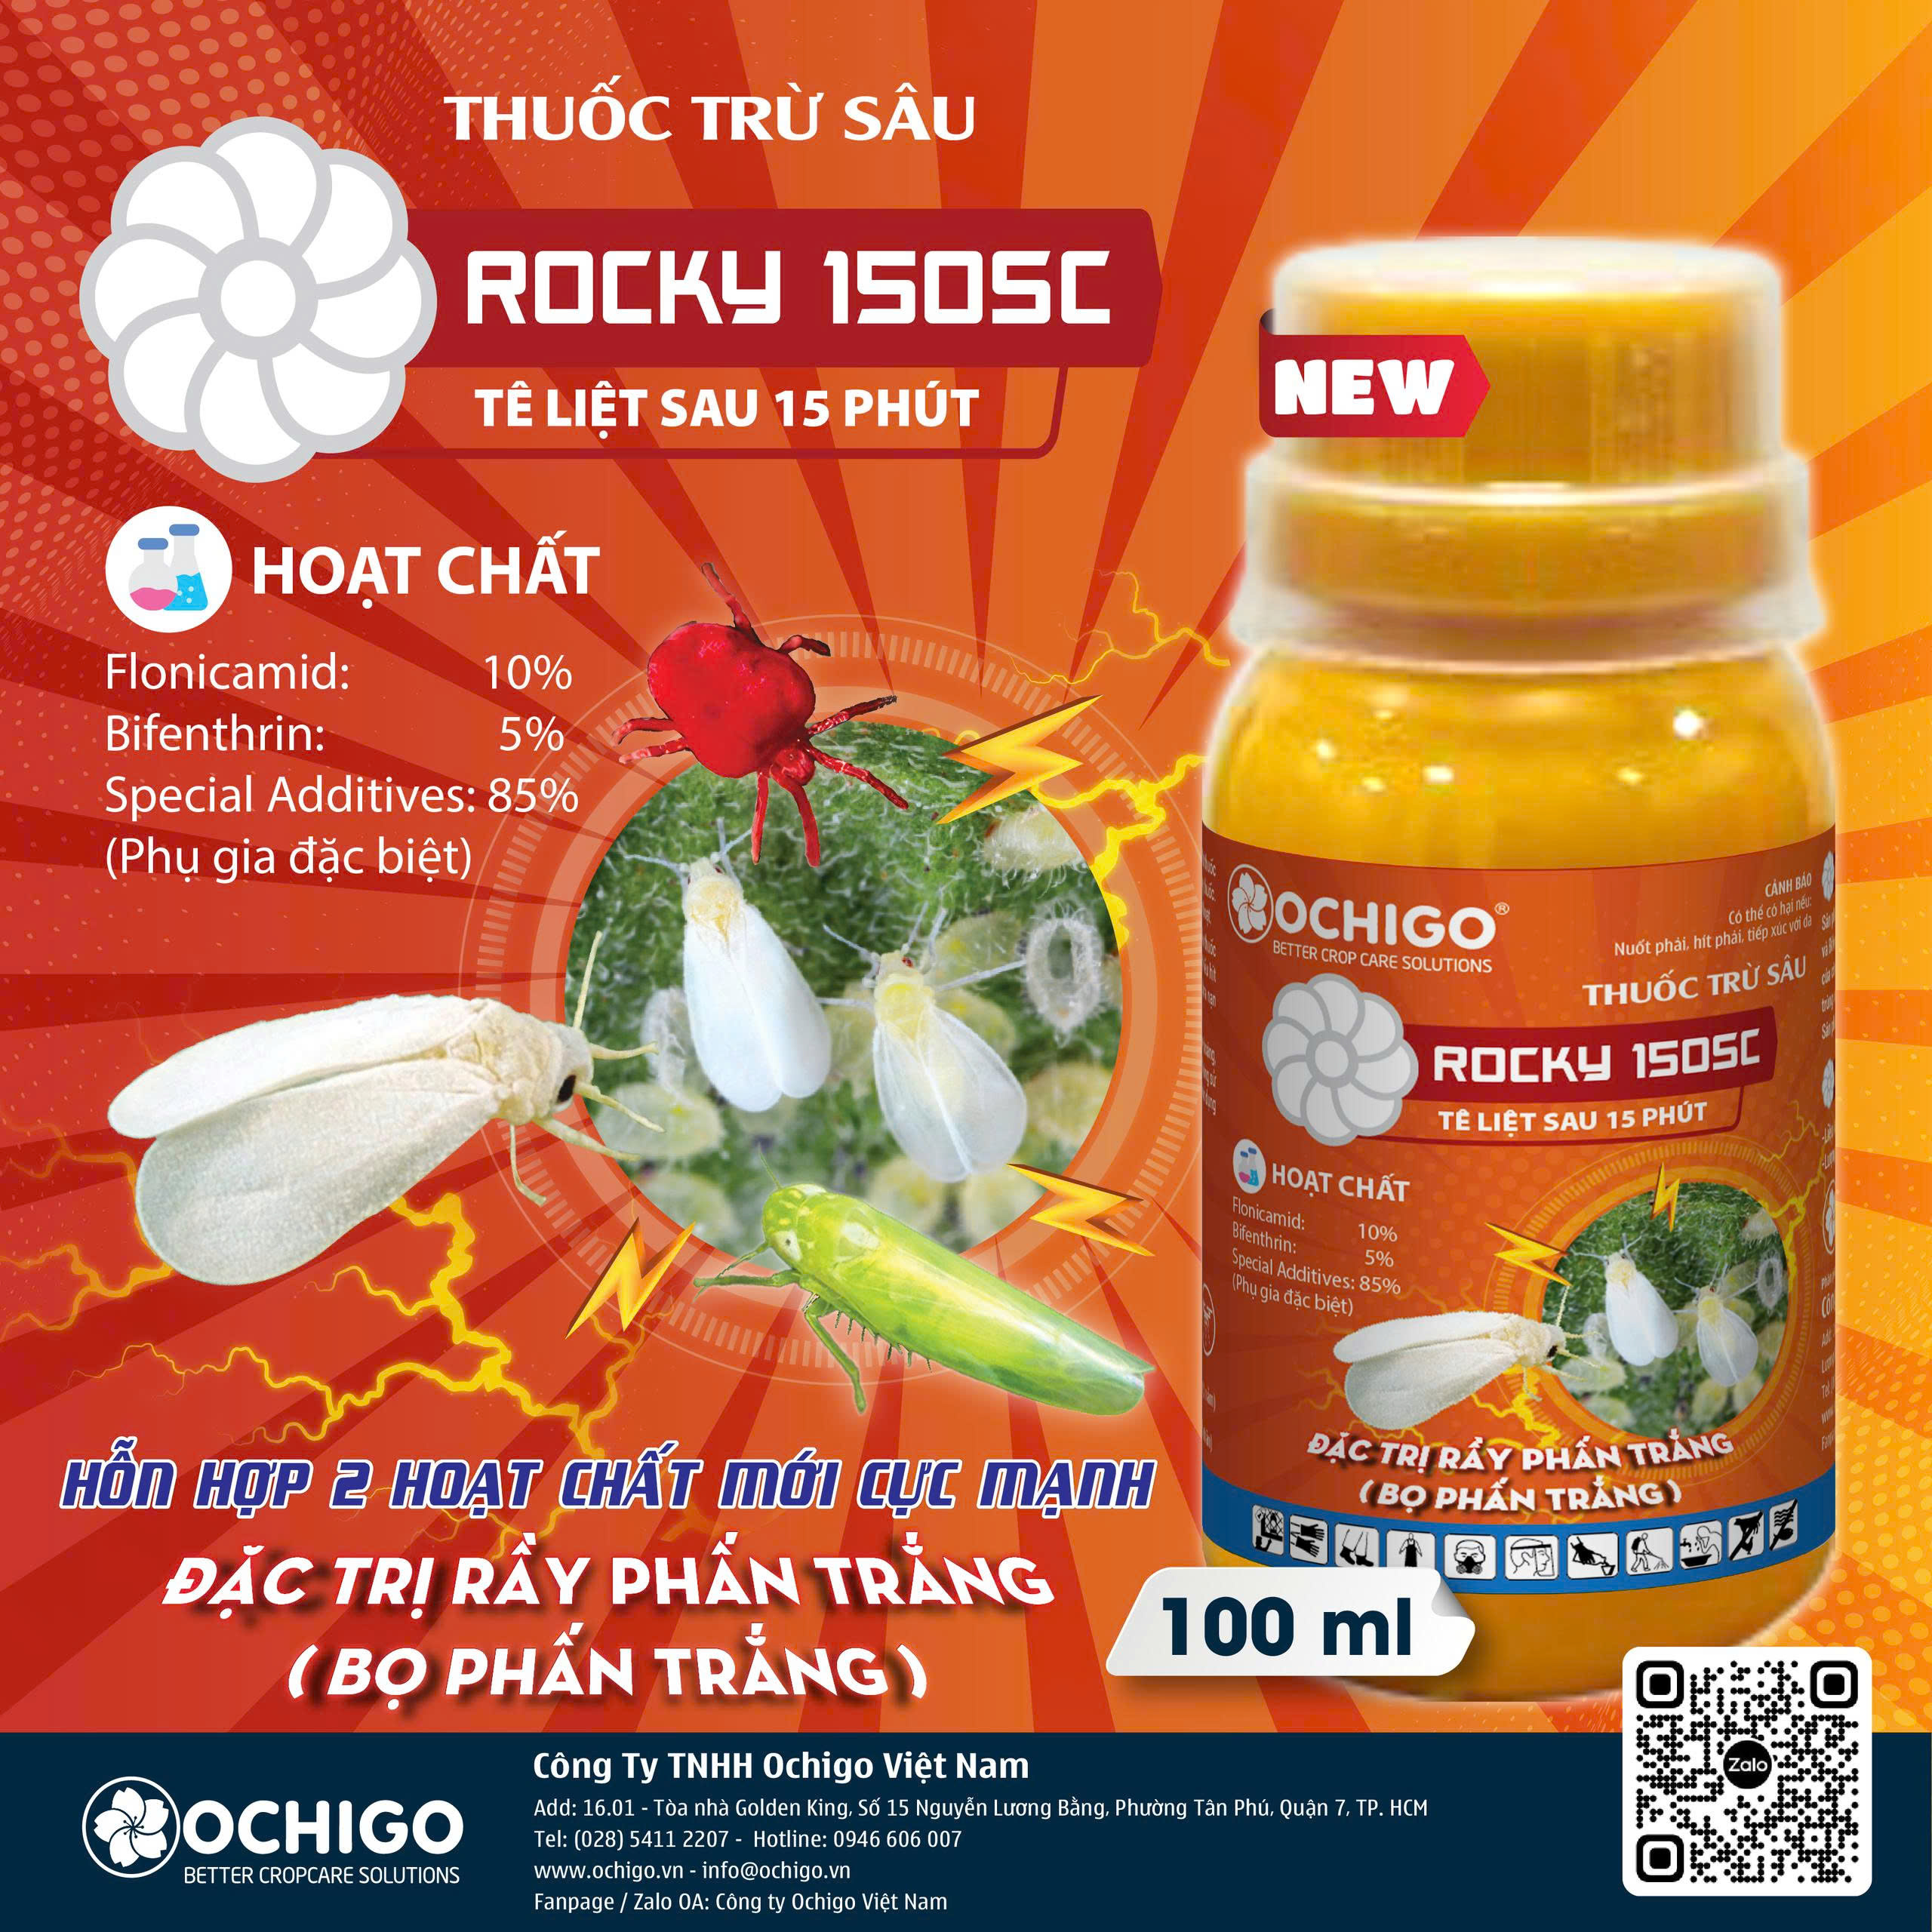 THUỐC TRỪ SÂU
ROCKY 150SC
TÊ LIỆT SAU 15 PHÚT
NEW
HOẠT CHẤT
Flonicamid: 10%
Bifenthrin: 5%
Special Additives: 85%
(Phụ gia đặc biệt)
OCHIGO®
BETTER CROP CARE SOLUTIONS
CẢNH BÁO
Có thể có hại nếu:
Nuốt phải, hít phải, tiếp xúc với da
THUỐC TRỪ SÂU
ROCKY 150SC
TÊ LIỆT SAU 15 PHÚT
HOẠT CHẤT
Flonicamid: 10%
Bifenthrin: 5%
Special Additives: 85%
(Phụ gia đặc biệt)
ĐẶC TRỊ RẦY PHẤN TRẮNG
(BỌ PHẤN TRẮNG)
HỖN HỢP 2 HOẠT CHẤT MỚI CỰC MẠNH
ĐẶC TRỊ RẦY PHẤN TRẮNG
(BỌ PHẤN TRẮNG)
100 ml
Zalo
OCHIGO
BETTER CROPCARE SOLUTIONS
Công Ty TNHH Ochigo Việt Nam
Add: 16.01 - Tòa nhà Golden King, Số 15 Nguyễn Lương Bằng, Phường Tân Phú, Quận 7, TP. HCM
Tel: (028) 5411 2207 - Hotline: 0946 606 007
www.ochigo.vn - info@ochigo.vn
Fanpage / Zalo OA: Công ty Ochigo Việt Nam